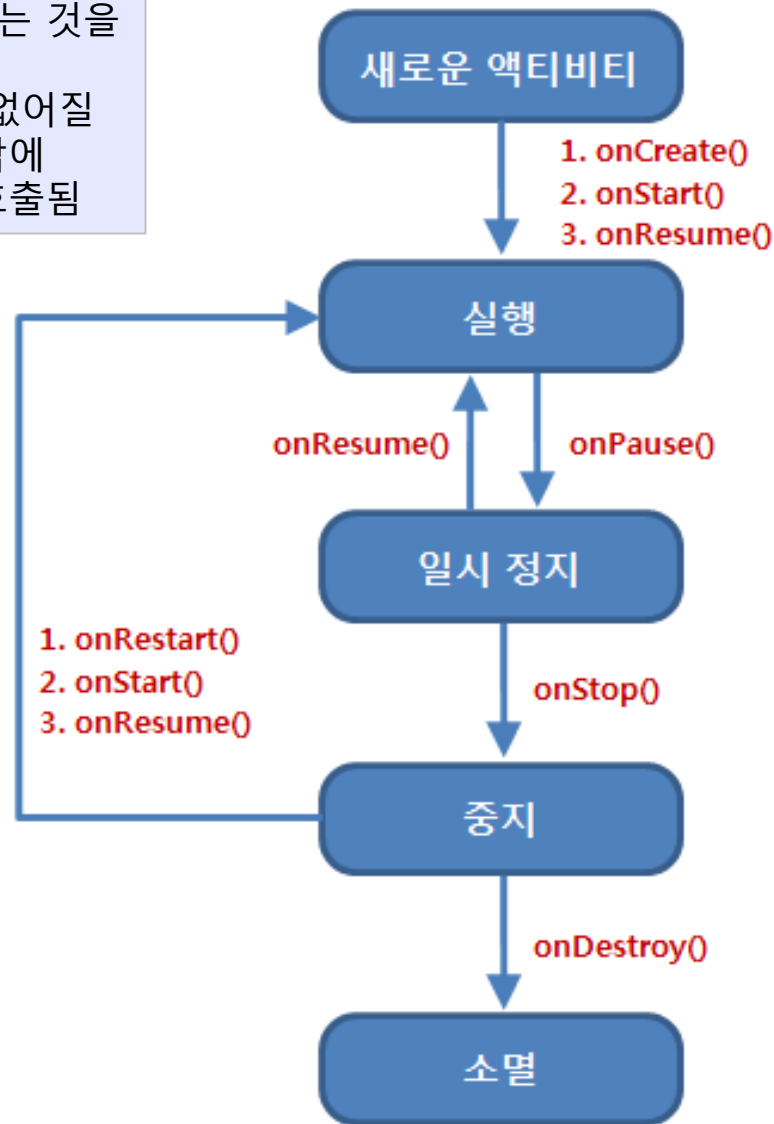 는 것을
없어질
호출됨
새로운 액티비티
1. onCreate()
2. onStart()
3. onResume()
실행
onResume()
onPause()
일시 정지
1. onRestart()
2. onStart()
3. onResume()
onStop()
중지
onDestroy()
소멸